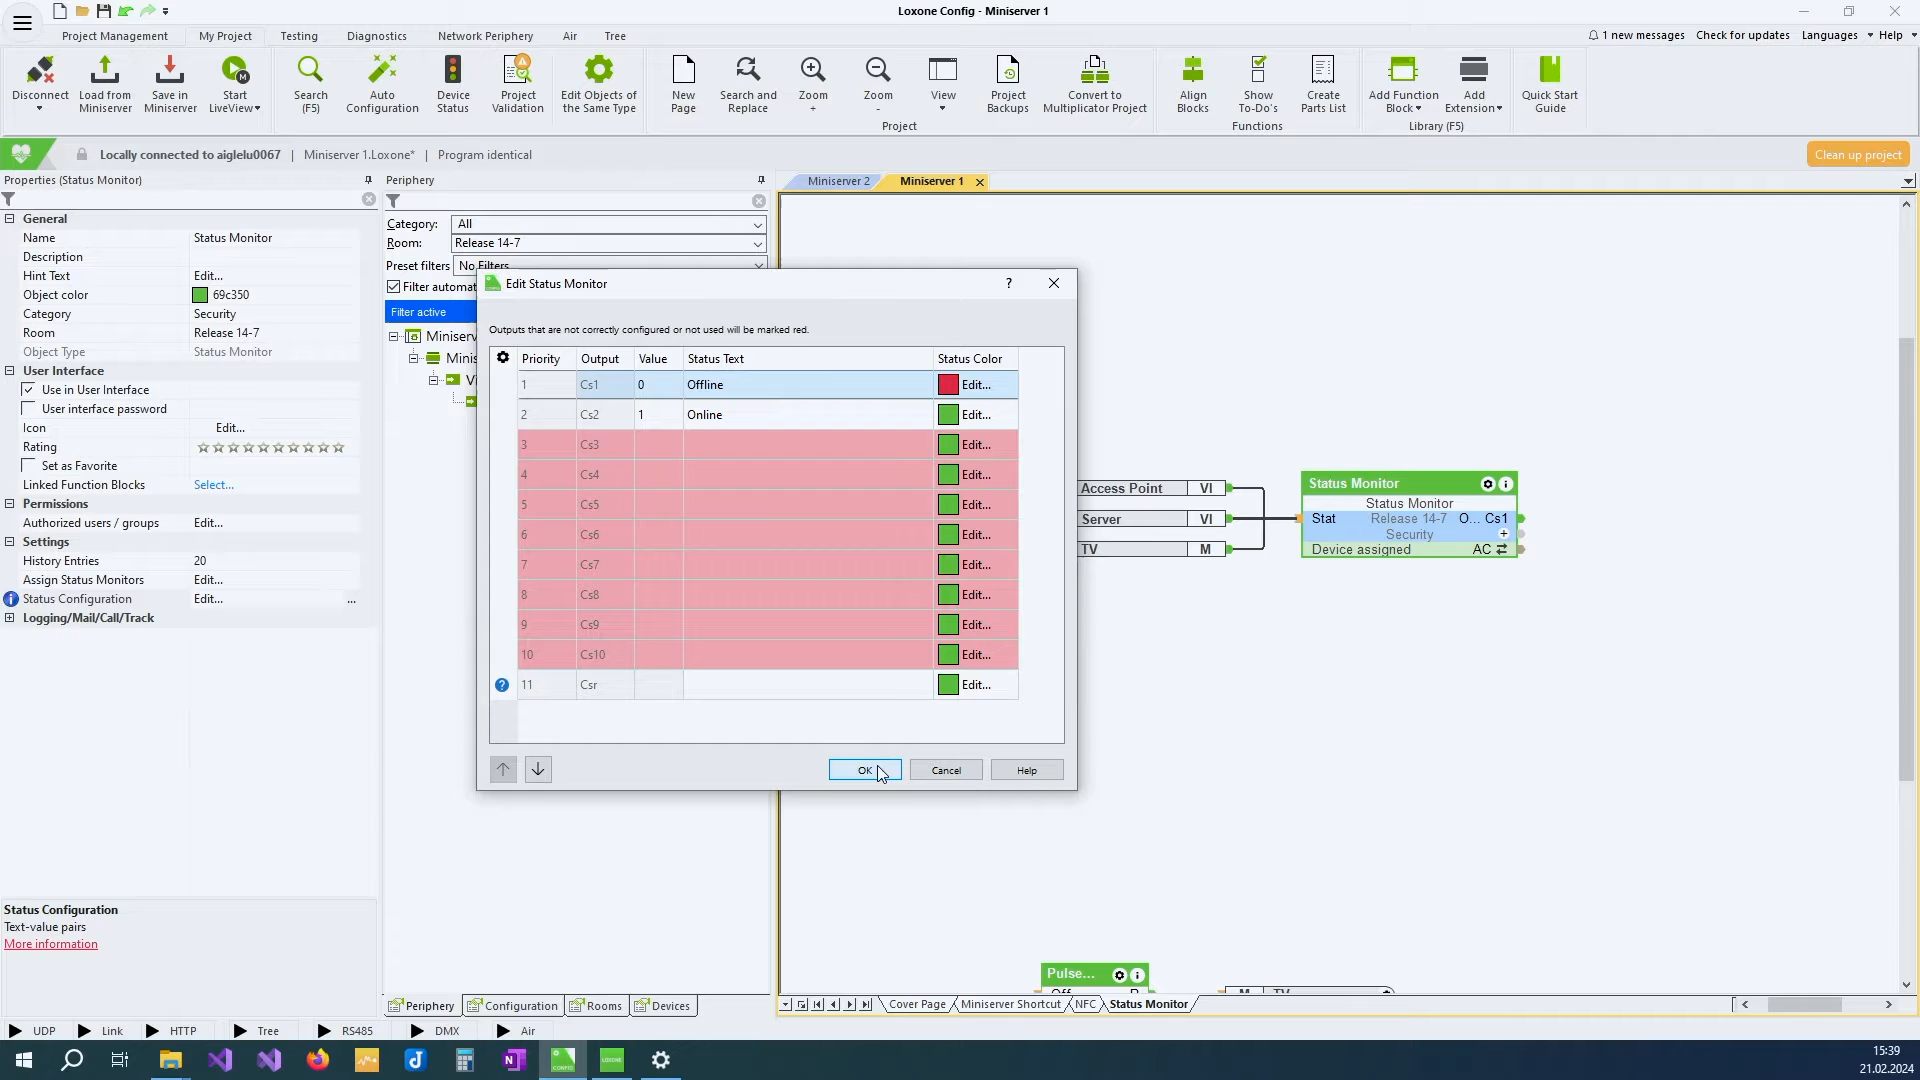 Loxone Config - Miniserver 1
Project Management
My Project
Testing
Diagnostics
Network Periphery
Air
Tree
1 new messages
Check for updates
Languages
Help
Disconnect
Load from Miniserver
Save in Miniserver
Start LiveView
Search (F5)
Auto Configuration
Device Status
Project Validation
Edit Objects of the Same Type
New Page
Search and Replace
Zoom +
Zoom -
View
Project Backups
Convert to Multiplicator Project
Align Blocks
Show To-Do's
Create Parts List
Add Function Block
Add Extension
Quick Start Guide
Project
Functions
Library (F5)
Locally connected to aiglelu0067 | Miniserver 1.Loxone* | Program identical
Clean up project
Properties (Status Monitor)
General
Name Status Monitor
Description
Hint Text Edit...
Object color 69c350
Category Security
Room Release 14-7
Object Type Status Monitor
User Interface
Use in User Interface
User interface password
Icon Edit...
Rating
Set as Favorite
Linked Function Blocks Select...
Permissions
Authorized users / groups Edit...
Settings
History Entries 20
Assign Status Monitors Edit...
Status Configuration Edit... ...
Logging/Mail/Call/Track
Status Configuration
Text-value pairs
More information
Periphery
Category: All
Room: Release 14-7
Preset filters No Filters
Filter automat
Filter active
Miniserv
Minis
Vi
Periphery
Configuration
Rooms
Devices
Edit Status Monitor
?
Outputs that are not correctly configured or not used will be marked red.
Priority Output Value Status Text Status Color
1 Cs1 0 Offline Edit...
2 Cs2 1 Online Edit...
3 Cs3 Edit...
4 Cs4 Edit...
5 Cs5 Edit...
6 Cs6 Edit...
7 Cs7 Edit...
8 Cs8 Edit...
9 Cs9 Edit...
10 Cs10 Edit...
11 Csr Edit...
OK
Cancel
Help
Miniserver 2
Miniserver 1
Access Point VI
Server VI
TV M
Status Monitor
Status Monitor
Stat Release 14-7 O... Cs1
Security
Device assigned AC
Pulse...
Off R
M TV
Cover Page
Miniserver Shortcut
NFC
Status Monitor
UDP
Link
HTTP
Tree
RS485
DMX
Air
15:39
21.02.2024